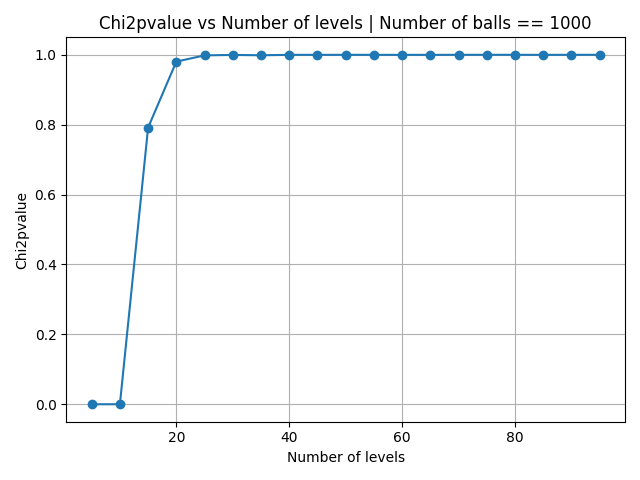 Chi2pvalue vs Number of levels | Number of balls == 1000
1.0
0.8
0.6
0.4
0.2
0.0
Chi2pvalue
20 40 60 80
Number of levels